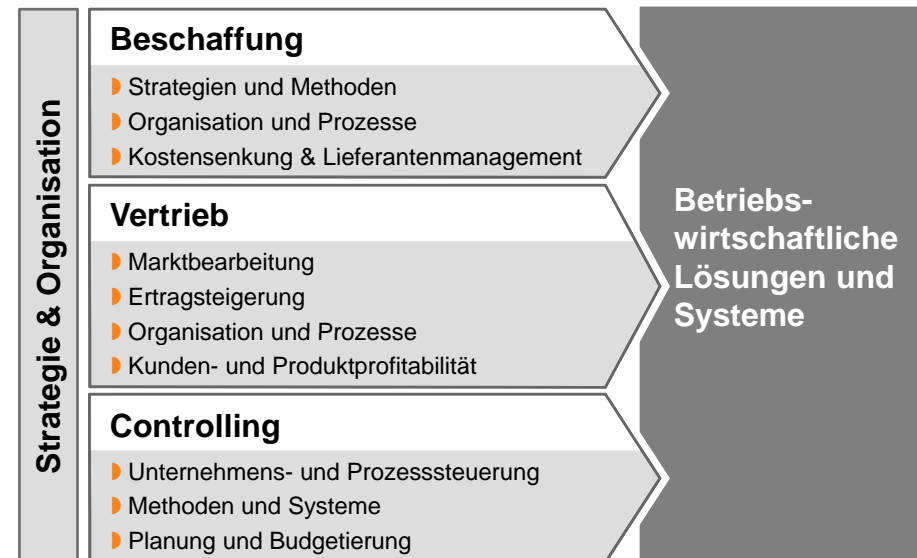 Strategie & Organisation
Beschaffung
Strategien und Methoden
Organisation und Prozesse
Kostensenkung & Lieferantenmanagement
Vertrieb
Marktbearbeitung
Ertragsteigerung
Organisation und Prozesse
Kunden- und Produktprofitabilität
Controlling
Unternehmens- und Prozesssteuerung
Methoden und Systeme
Planung und Budgetierung
Betriebs-
wirtschaftliche
Lösungen und
Systeme